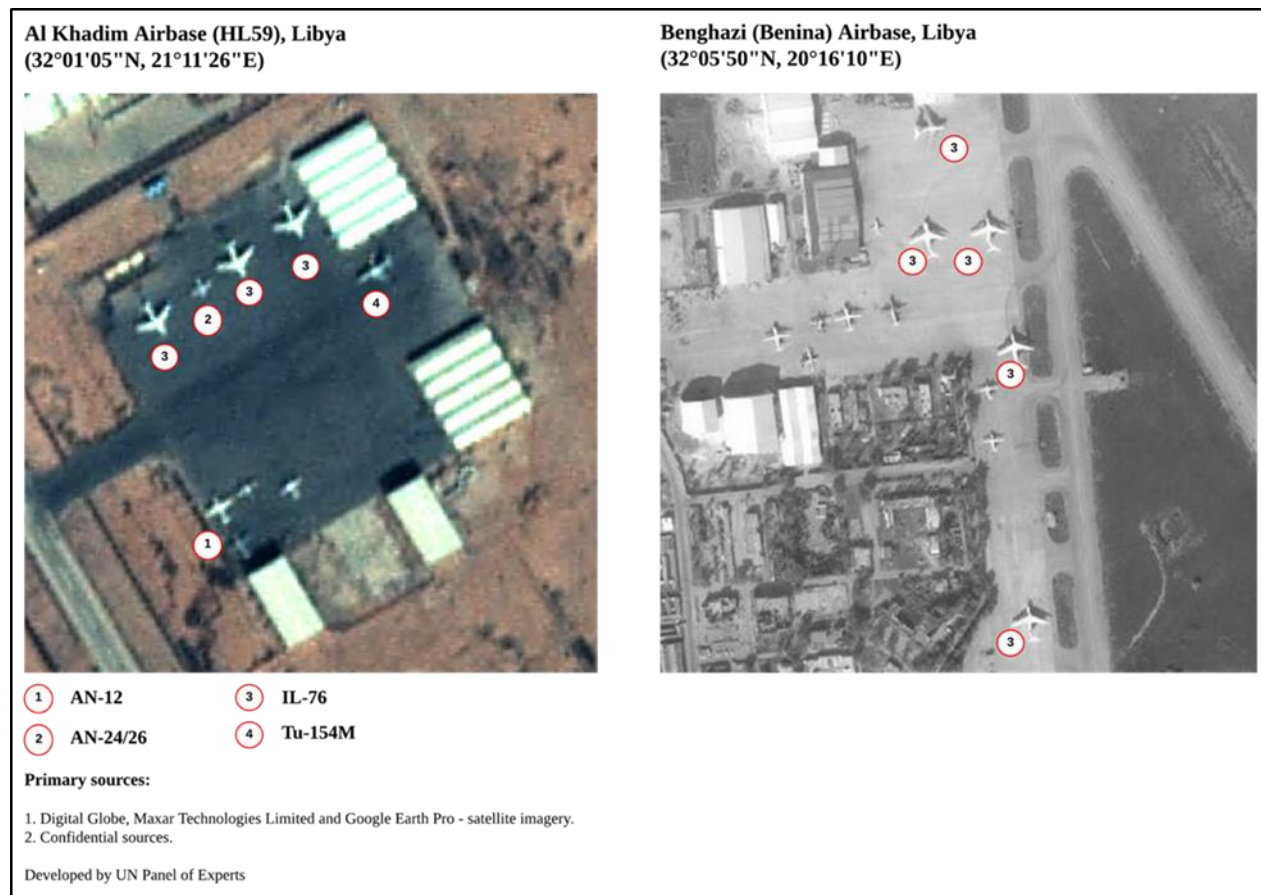 Al Khadim Airbase (HL59), Libya
(32°01'05"N, 21°11'26"E)
3
3
4
2
3
1
Benghazi (Benina) Airbase, Libya
(32°05'50"N, 20°16'10"E)
3
3
3
3
3
1 AN-12
3 IL-76
2 AN-24/26
4 Tu-154M
Primary sources:
1. Digital Globe, Maxar Technologies Limited and Google Earth Pro - satellite imagery.
2. Confidential sources.
Developed by UN Panel of Experts